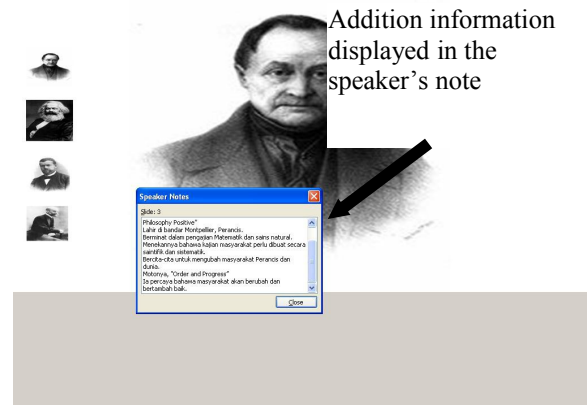 Addition information
displayed in the
speaker's note
Speaker Notes
Slide: 3
Philosophy Positive"
Lahir di bandar Montpellier, Perancis.
Berminat dalam pengajian Matematik dan sains natural.
Menekannya bahawa kajian masyarakat perlu dibuat secara
saintifik dan sistematik.
Bercita-cita untuk mengubah masyarakat Perancis dan
dunia.
Motonya, "Order and Progress"
Ia percaya bahawa masyarakat akan berubah dan
bertambah baik.
Close